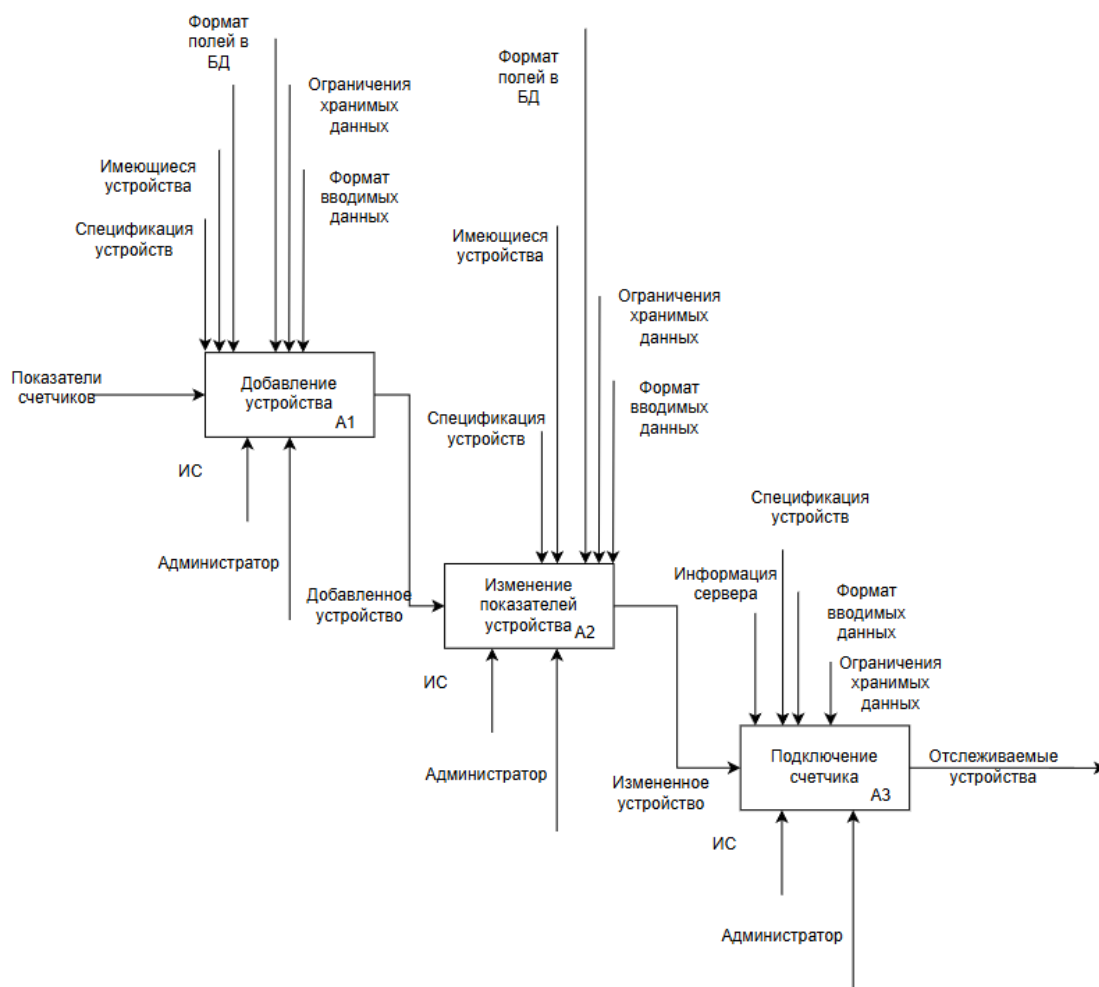 Формат
полей в
БД
Ограничения
хранимых
данных
Имеющиеся
устройства
Формат
вводимых
данных
Спецификация
устройств
Показатели
счетчиков
Добавление
устройства
A1
ИС
Администратор
Формат
полей в
БД
Имеющиеся
устройства
Ограничения
хранимых
данных
Формат
вводимых
данных
Спецификация
устройств
Добавленное
устройство
Изменение
показателей
устройства
A2
ИС
Администратор
Спецификация
устройств
Информация
сервера
Формат
вводимых
данных
Ограничения
хранимых
данных
Измененное
устройство
Подключение
счетчика
A3
Отслеживаемые
устройства
ИС
Администратор